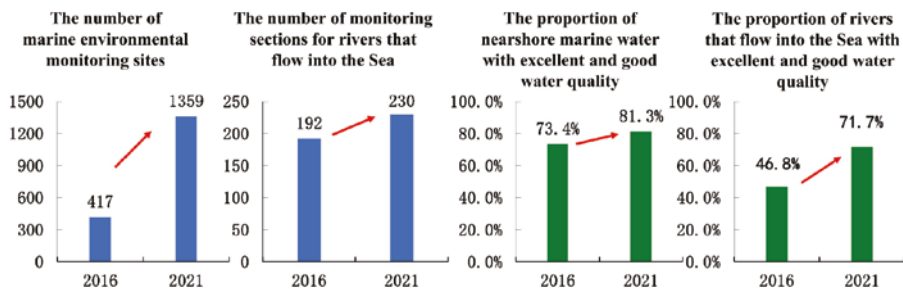 The number of
marine environmental
monitoring sites
1500
1200
900
600
300
0
417
1359
2016
2021
The number of monitoring
sections for rivers that
flow into the Sea
250
200
150
100
50
0
192
230
2016
2021
The proportion of
nearshore marine water
with excellent and good
water quality
100.0%
80.0%
60.0%
40.0%
20.0%
0.0%
73.4%
81.3%
2016
2021
The proportion of rivers
that flow into the Sea with
excellent and good water
quality
100.0%
80.0%
60.0%
40.0%
20.0%
0.0%
46.8%
71.7%
2016
2021